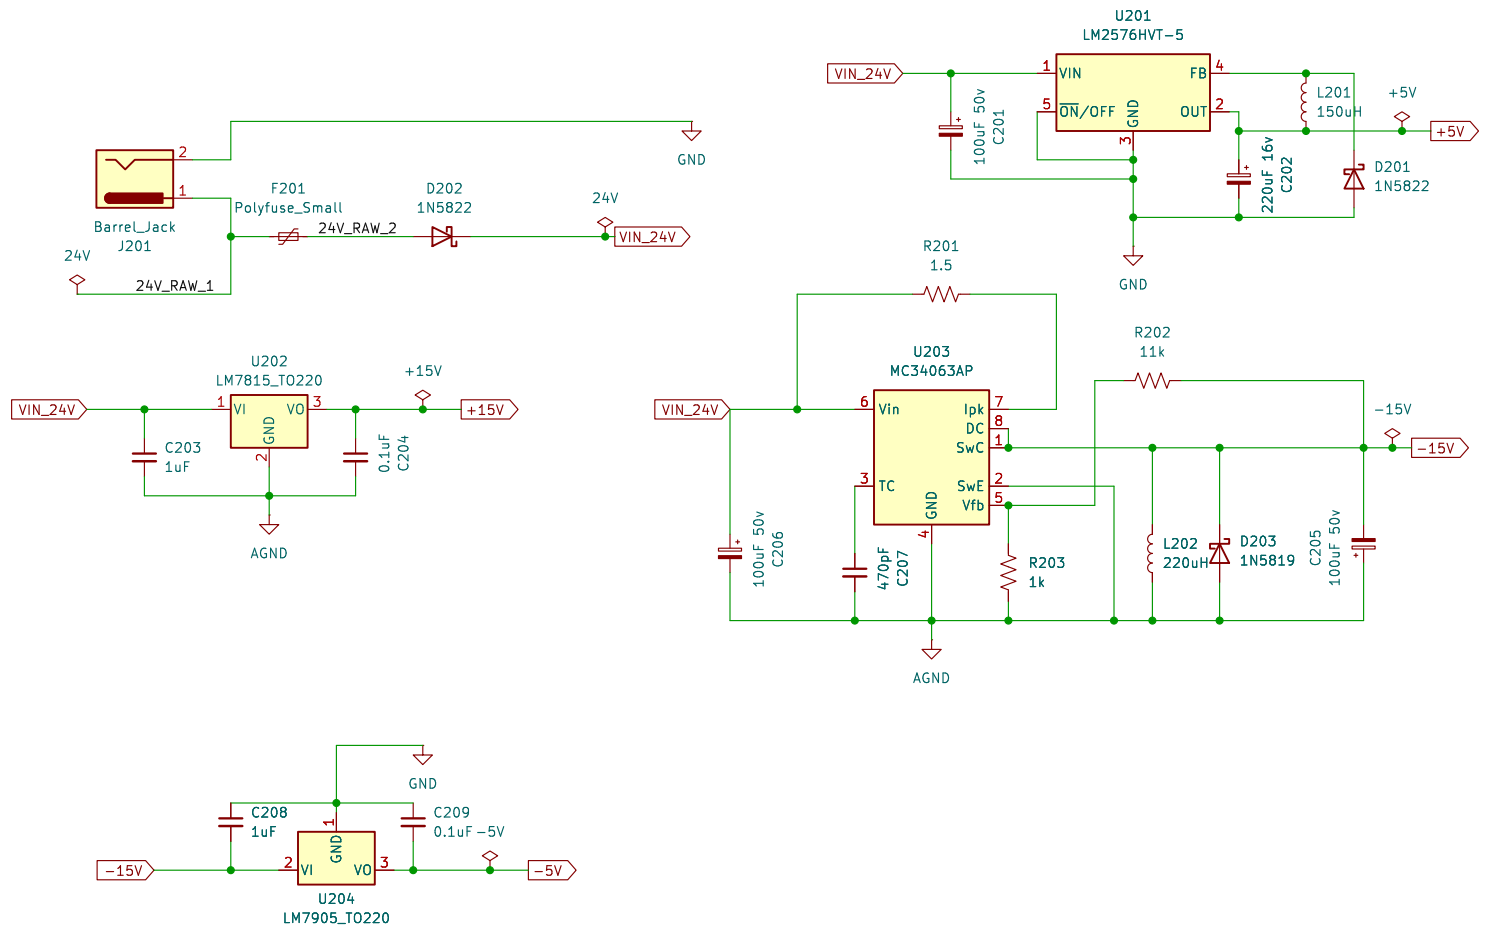 U201
LM2576HVT-5
VIN_24V
1
VIN
FB
4
5
ON/OFF
GND
OUT
2
3
100uF 50v
C201
L201
150uH
+5V
+5V
220uF 16v
C202
D201
1N5822
GND
2
1
Barrel_Jack
J201
GND
F201
Polyfuse_Small
24V_RAW_2
D202
1N5822
24V
VIN_24V
24V
24V_RAW_1
R201
1.5
U202
LM7815_TO220
VIN_24V
1
VI
VO
3
GND
2
+15V
+15V
C203
1uF
0.1uF
C204
AGND
U203
MC34063AP
VIN_24V
6
Vin
Ipk
7
DC
8
SwC
1
3
TC
SwE
2
Vfb
5
GND
4
R202
11k
-15V
-15V
100uF 50v
C206
470pF
C207
R203
1k
L202
220uH
D203
1N5819
C205
100uF 50v
AGND
GND
C208
1uF
C209
0.1uF
-5V
1
GND
-15V
2
VI
VO
3
-5V
U204
LM7905_TO220